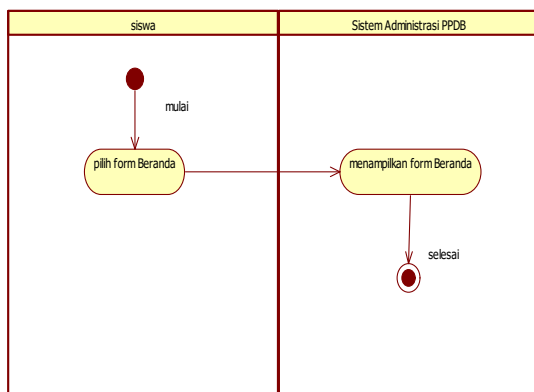 siswa
Sistem Administrasi PPDB
mulai
pilih form Beranda
menampilkan form Beranda
selesai